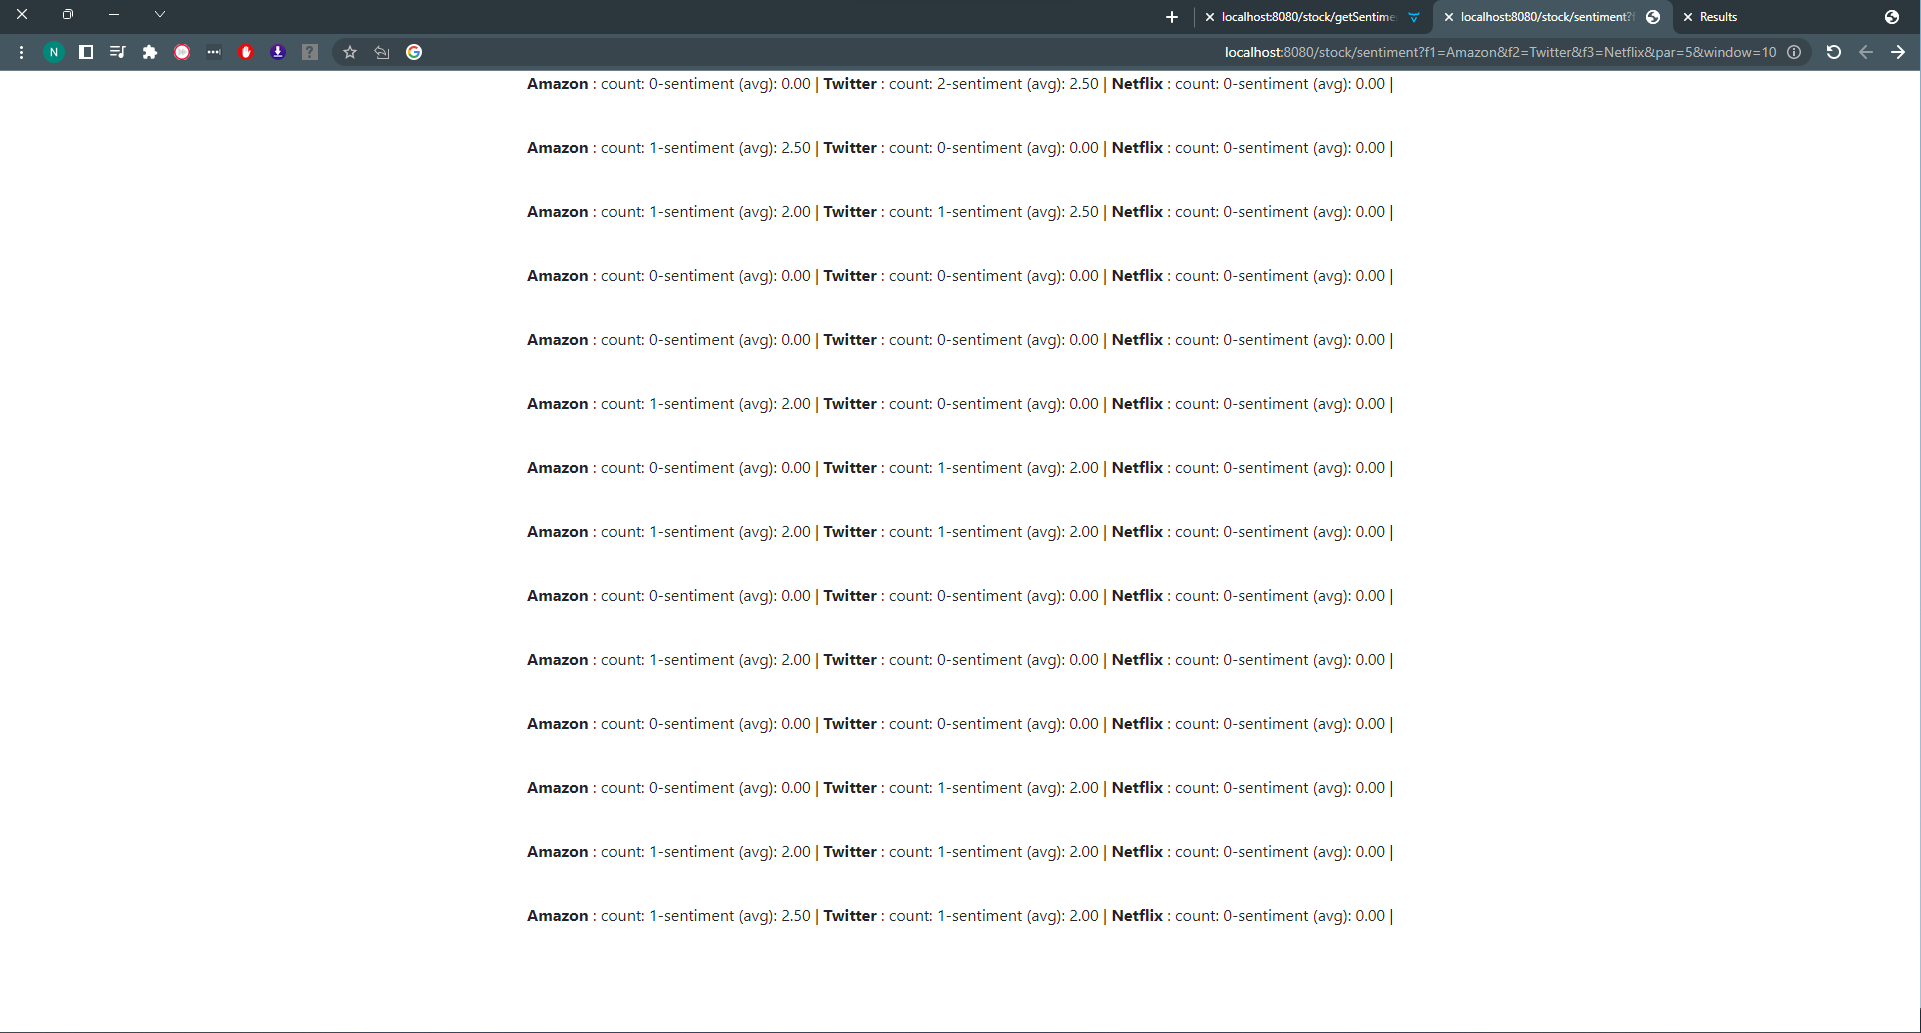 localhost:8080/stock/getSentime
localhost:8080/stock/sentiment?f
Results
N
localhost:8080/stock/sentiment?f1=Amazon&f2=Twitter&f3=Netflix&par=5&window=10
Amazon : count: 0-sentiment (avg): 0.00 | Twitter : count: 2-sentiment (avg): 2.50 | Netflix : count: 0-sentiment (avg): 0.00 |
Amazon : count: 1-sentiment (avg): 2.50 | Twitter : count: 0-sentiment (avg): 0.00 | Netflix : count: 0-sentiment (avg): 0.00 |
Amazon : count: 1-sentiment (avg): 2.00 | Twitter : count: 1-sentiment (avg): 2.50 | Netflix : count: 0-sentiment (avg): 0.00 |
Amazon : count: 0-sentiment (avg): 0.00 | Twitter : count: 0-sentiment (avg): 0.00 | Netflix : count: 0-sentiment (avg): 0.00 |
Amazon : count: 0-sentiment (avg): 0.00 | Twitter : count: 0-sentiment (avg): 0.00 | Netflix : count: 0-sentiment (avg): 0.00 |
Amazon : count: 1-sentiment (avg): 2.00 | Twitter : count: 0-sentiment (avg): 0.00 | Netflix : count: 0-sentiment (avg): 0.00 |
Amazon : count: 0-sentiment (avg): 0.00 | Twitter : count: 1-sentiment (avg): 2.00 | Netflix : count: 0-sentiment (avg): 0.00 |
Amazon : count: 1-sentiment (avg): 2.00 | Twitter : count: 1-sentiment (avg): 2.00 | Netflix : count: 0-sentiment (avg): 0.00 |
Amazon : count: 0-sentiment (avg): 0.00 | Twitter : count: 0-sentiment (avg): 0.00 | Netflix : count: 0-sentiment (avg): 0.00 |
Amazon : count: 1-sentiment (avg): 2.00 | Twitter : count: 0-sentiment (avg): 0.00 | Netflix : count: 0-sentiment (avg): 0.00 |
Amazon : count: 0-sentiment (avg): 0.00 | Twitter : count: 0-sentiment (avg): 0.00 | Netflix : count: 0-sentiment (avg): 0.00 |
Amazon : count: 0-sentiment (avg): 0.00 | Twitter : count: 1-sentiment (avg): 2.00 | Netflix : count: 0-sentiment (avg): 0.00 |
Amazon : count: 1-sentiment (avg): 2.00 | Twitter : count: 1-sentiment (avg): 2.00 | Netflix : count: 0-sentiment (avg): 0.00 |
Amazon : count: 1-sentiment (avg): 2.50 | Twitter : count: 1-sentiment (avg): 2.00 | Netflix : count: 0-sentiment (avg): 0.00 |